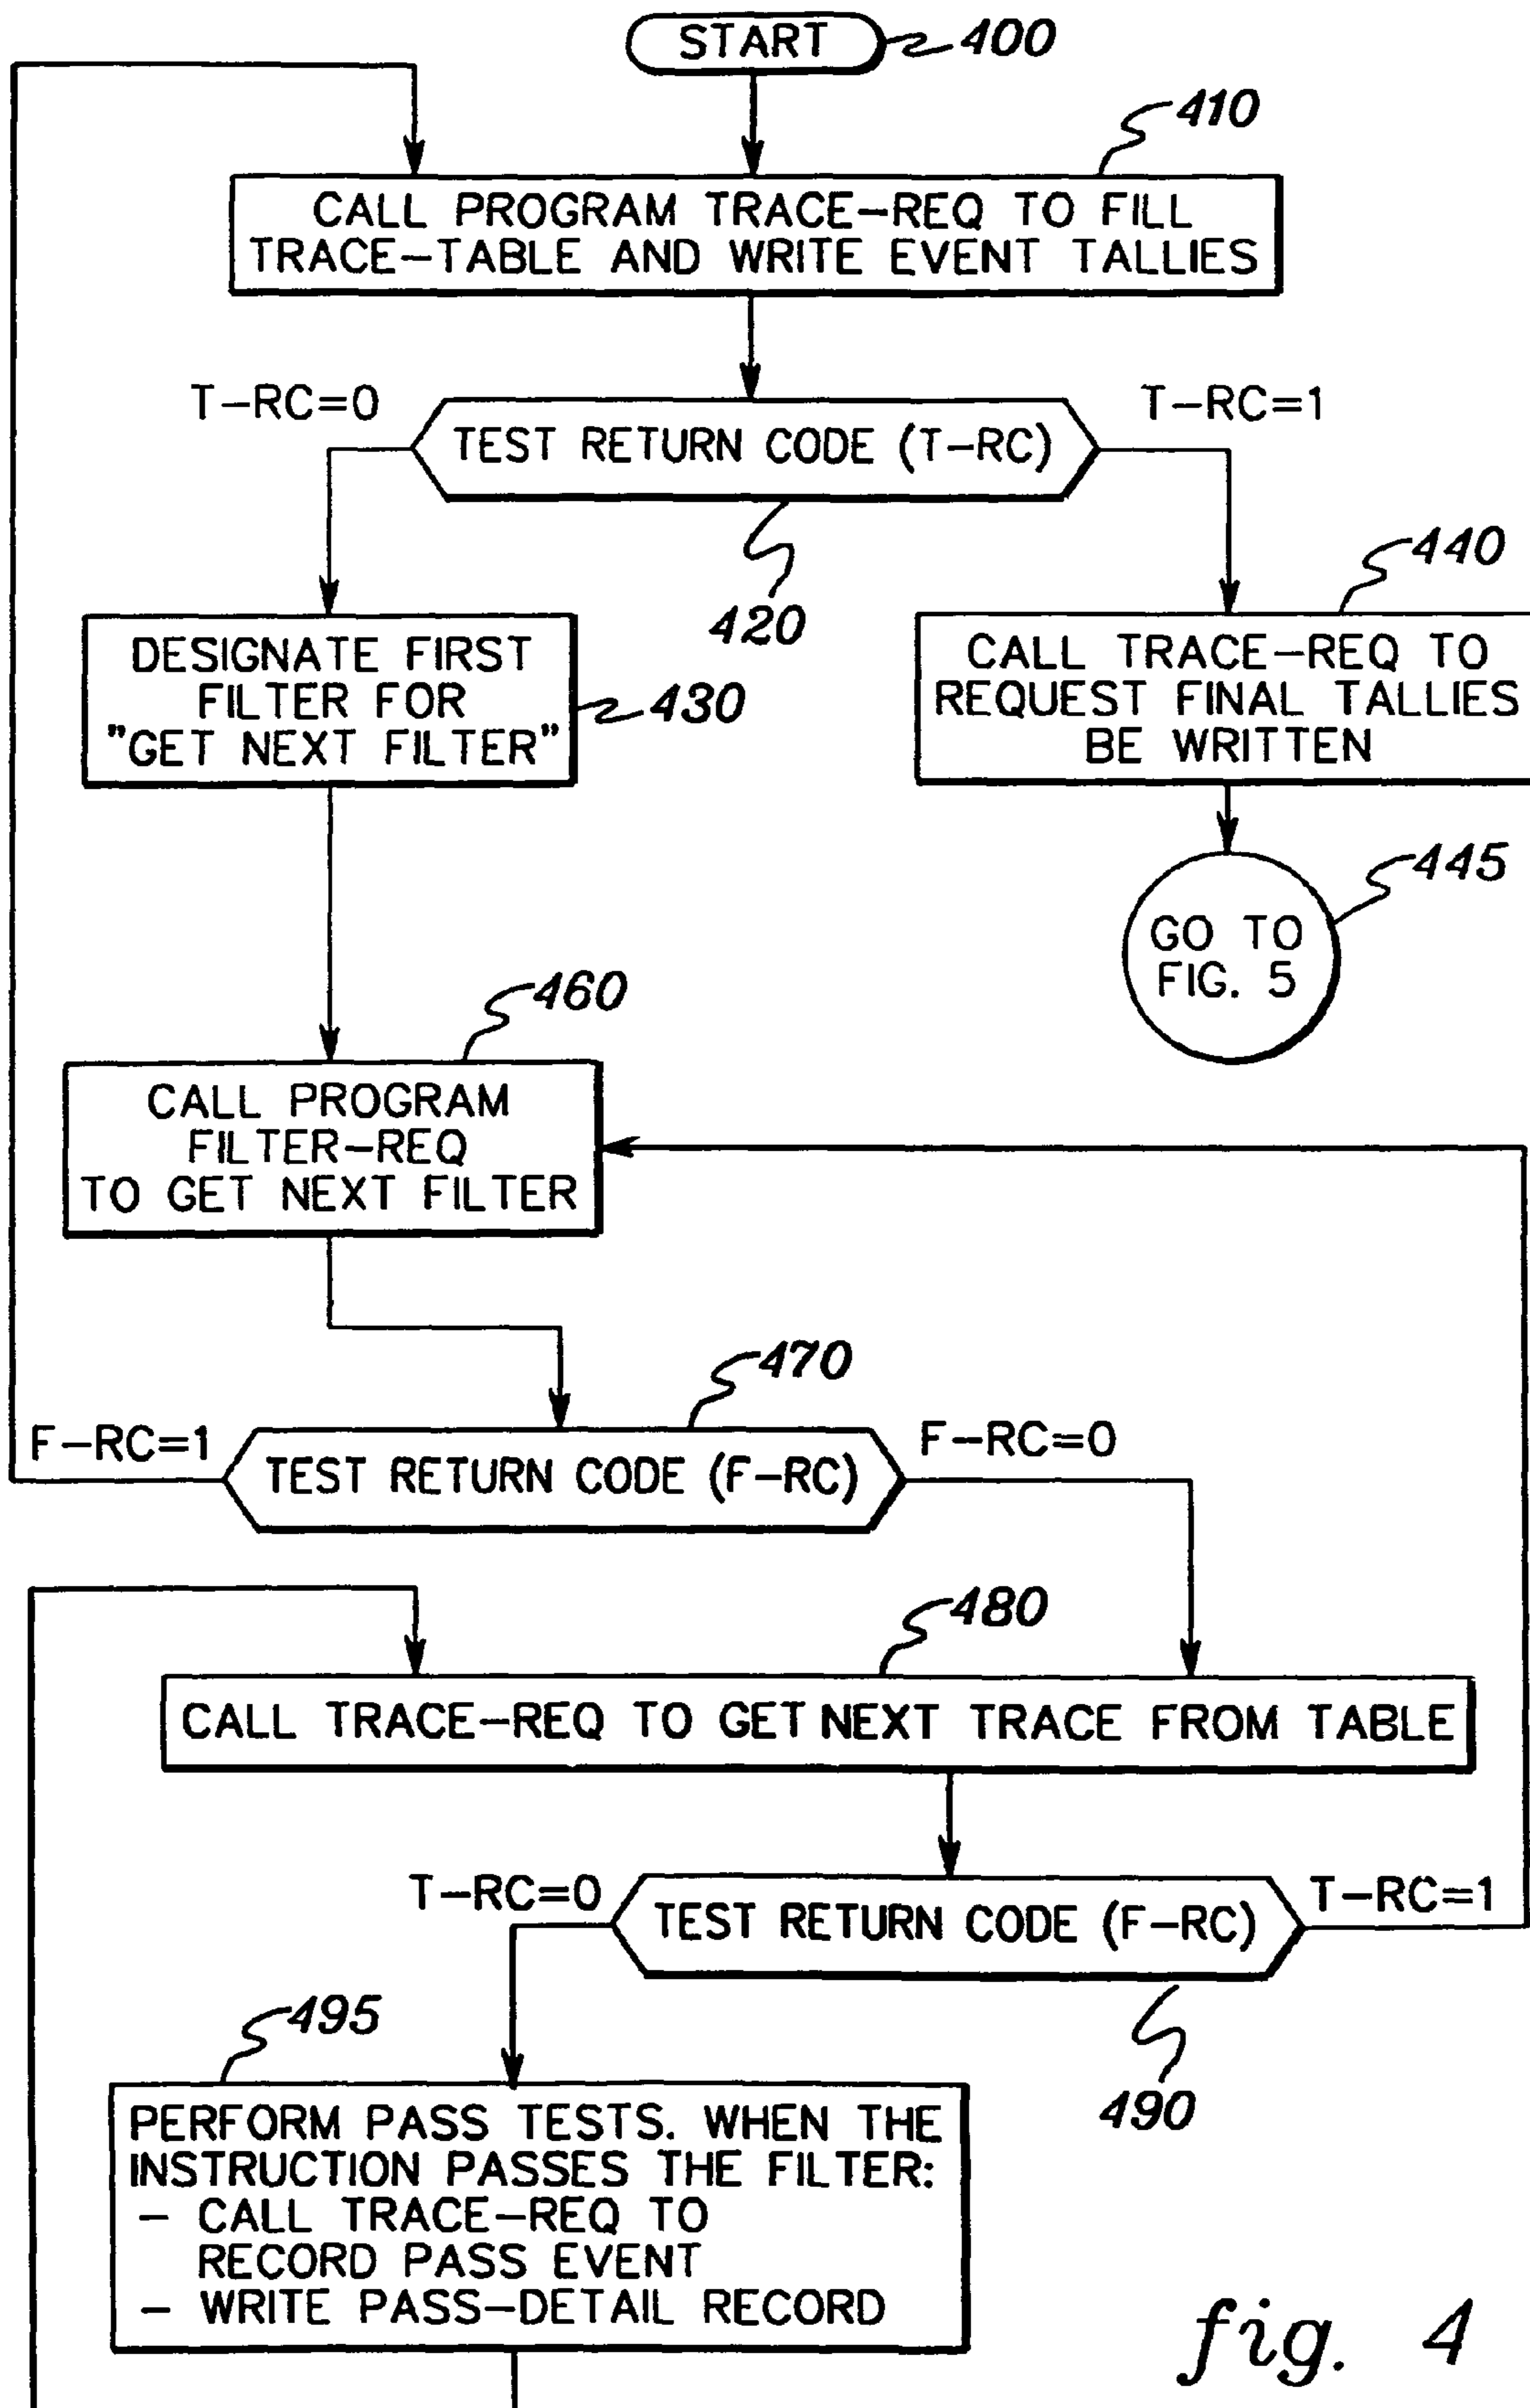 START
400
410
CALL PROGRAM TRACE-REQ TO FILL
TRACE-TABLE AND WRITE EVENT TALLIES
T-RC=0
T-RC=1
TEST RETURN CODE (T-RC)
420
DESIGNATE FIRST
FILTER FOR
"GET NEXT FILTER"
430
440
CALL TRACE-REQ TO
REQUEST FINAL TALLIES
BE WRITTEN
445
GO TO
FIG. 5
460
CALL PROGRAM
FILTER-REQ
TO GET NEXT FILTER
470
F-RC=1
F-RC=0
TEST RETURN CODE (F-RC)
480
CALL TRACE-REQ TO GET NEXT TRACE FROM TABLE
T-RC=0
T-RC=1
TEST RETURN CODE (F-RC)
490
495
PERFORM PASS TESTS. WHEN THE
INSTRUCTION PASSES THE FILTER:
- CALL TRACE-REQ TO
RECORD PASS EVENT
- WRITE PASS-DETAIL RECORD
fig. 4